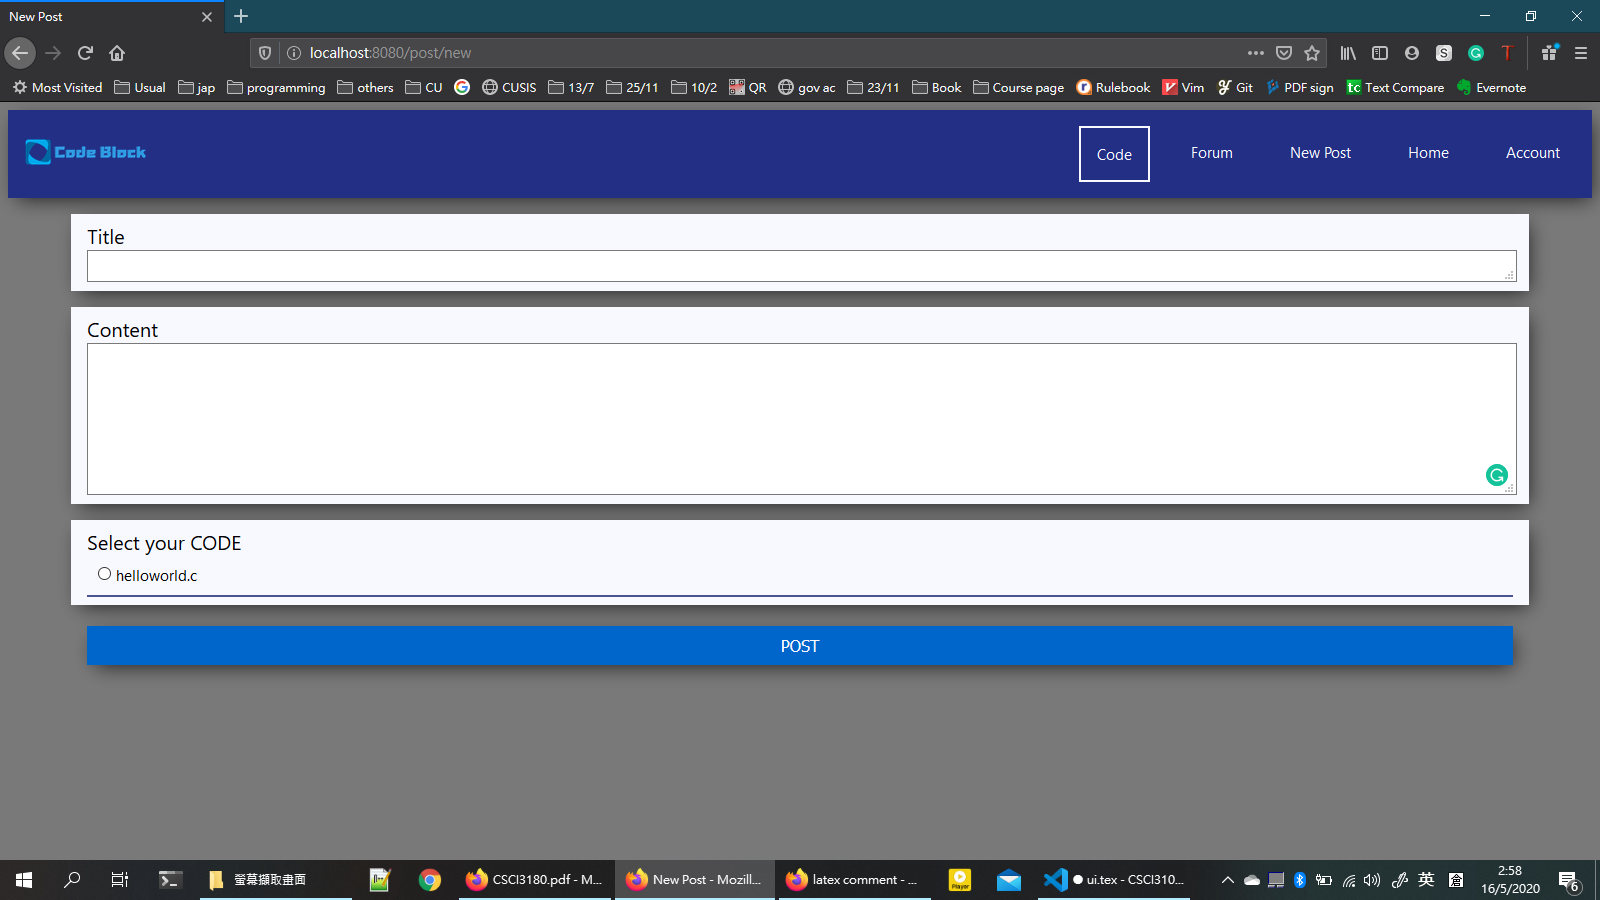 New Post
localhost:8080/post/new
Most Visited Usual jap programming others CU CUSIS 13/7 25/11 10/2 QR gov ac 23/11 Book Course page Rulebook Vim Git PDF sign Text Compare Evernote
Code Block
Code Forum New Post Home Account
Title
Content
Select your CODE
helloworld.c
POST
螢幕擷取畫面 CSCI3180.pdf - M... New Post - Mozill... latex comment - ... Player ui.tex - CSCI310... 英 倉 2:58
16/5/2020 6